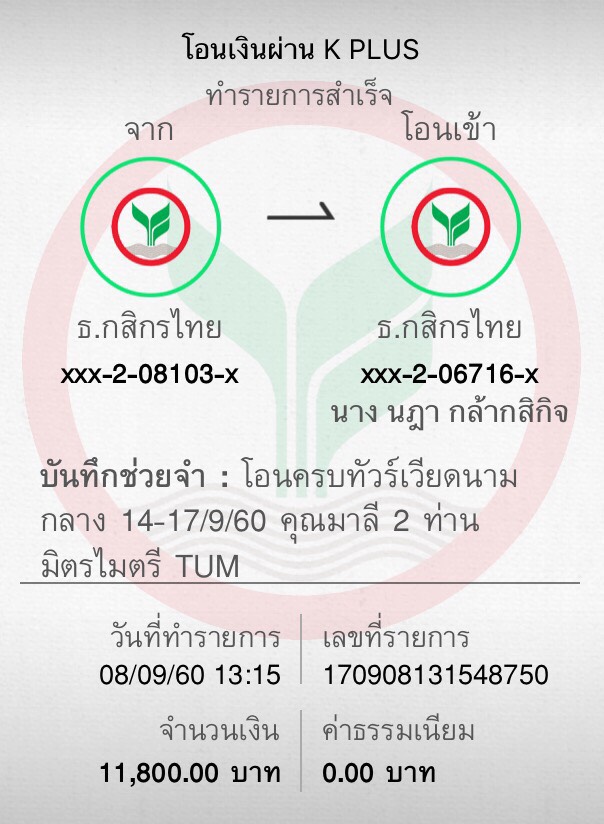 โอนเงินผ่าน K PLUS
ทำรายการสำเร็จ
จาก
โอนเข้า
ธ.กสิกรไทย
xxx-2-08103-x
ธ.กสิกรไทย
xxx-2-06716-x
นาง นฎา กล้ากสิกิจ
บันทึกช่วยจำ : โอนครบทัวร์เวียดนาม
กลาง 14-17/9/60 คุณมาลี 2 ท่าน
มิตรไมตรี TUM
วันที่ทำรายการ
08/09/60 13:15
เลขที่รายการ
170908131548750
จำนวนเงิน
11,800.00 บาท
ค่าธรรมเนียม
0.00 บาท